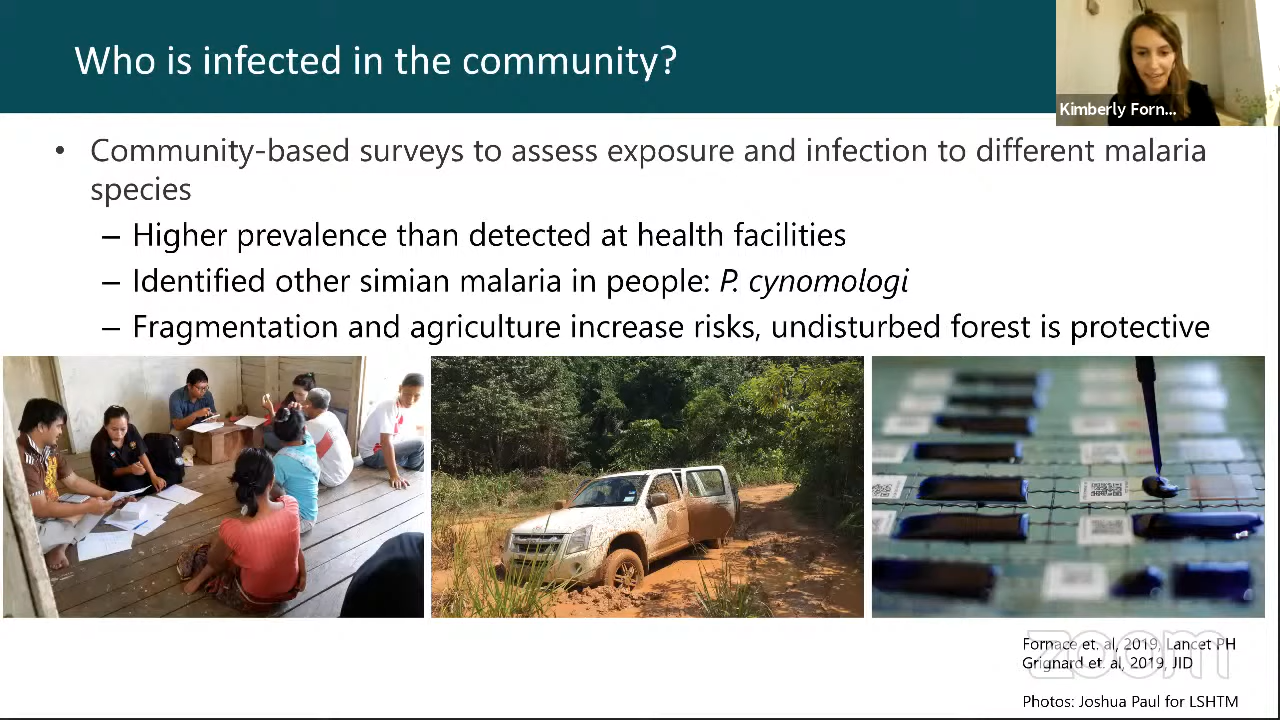 Who is infected in the community?
Kimberly Forn...
• Community-based surveys to assess exposure and infection to different malaria
species
– Higher prevalence than detected at health facilities
– Identified other simian malaria in people: P. cynomologi
– Fragmentation and agriculture increase risks, undisturbed forest is protective
Fornace et. al, 2019, Lancet PH
Grignard et. al, 2019, JID
zoom
Photos: Joshua Paul for LSHTM